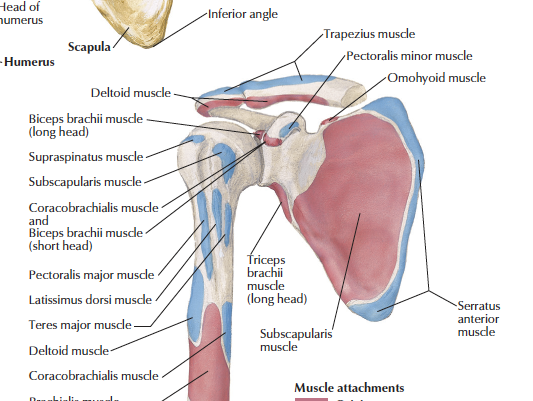 Head of
humerus
Inferior angle
Scapula
Humerus
Trapezius muscle
Pectoralis minor muscle
Omohyoid muscle
Deltoid muscle
Biceps brachii muscle
(long head)
Supraspinatus muscle
Subscapularis muscle
Coracobrachialis muscle
and
Biceps brachii muscle
(short head)
Pectoralis major muscle
Latissimus dorsi muscle
Teres major muscle
Deltoid muscle
Coracobrachialis muscle
Triceps
brachii
muscle
(long head)
Subscapularis
muscle
Serratus
anterior
muscle
Muscle attachments